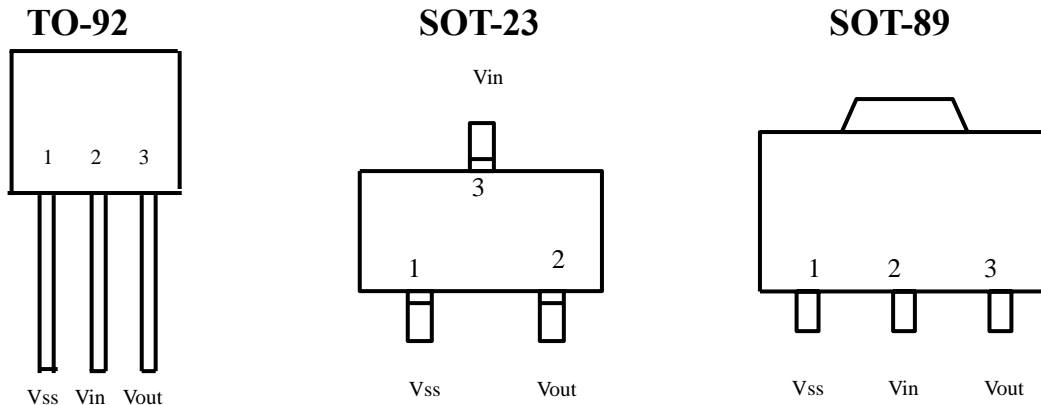 TO-92 SOT-23 SOT-89
Vin
1 2 3
3
1 2
1 2 3
Vss Vin Vout
Vss Vout
Vss Vin Vout